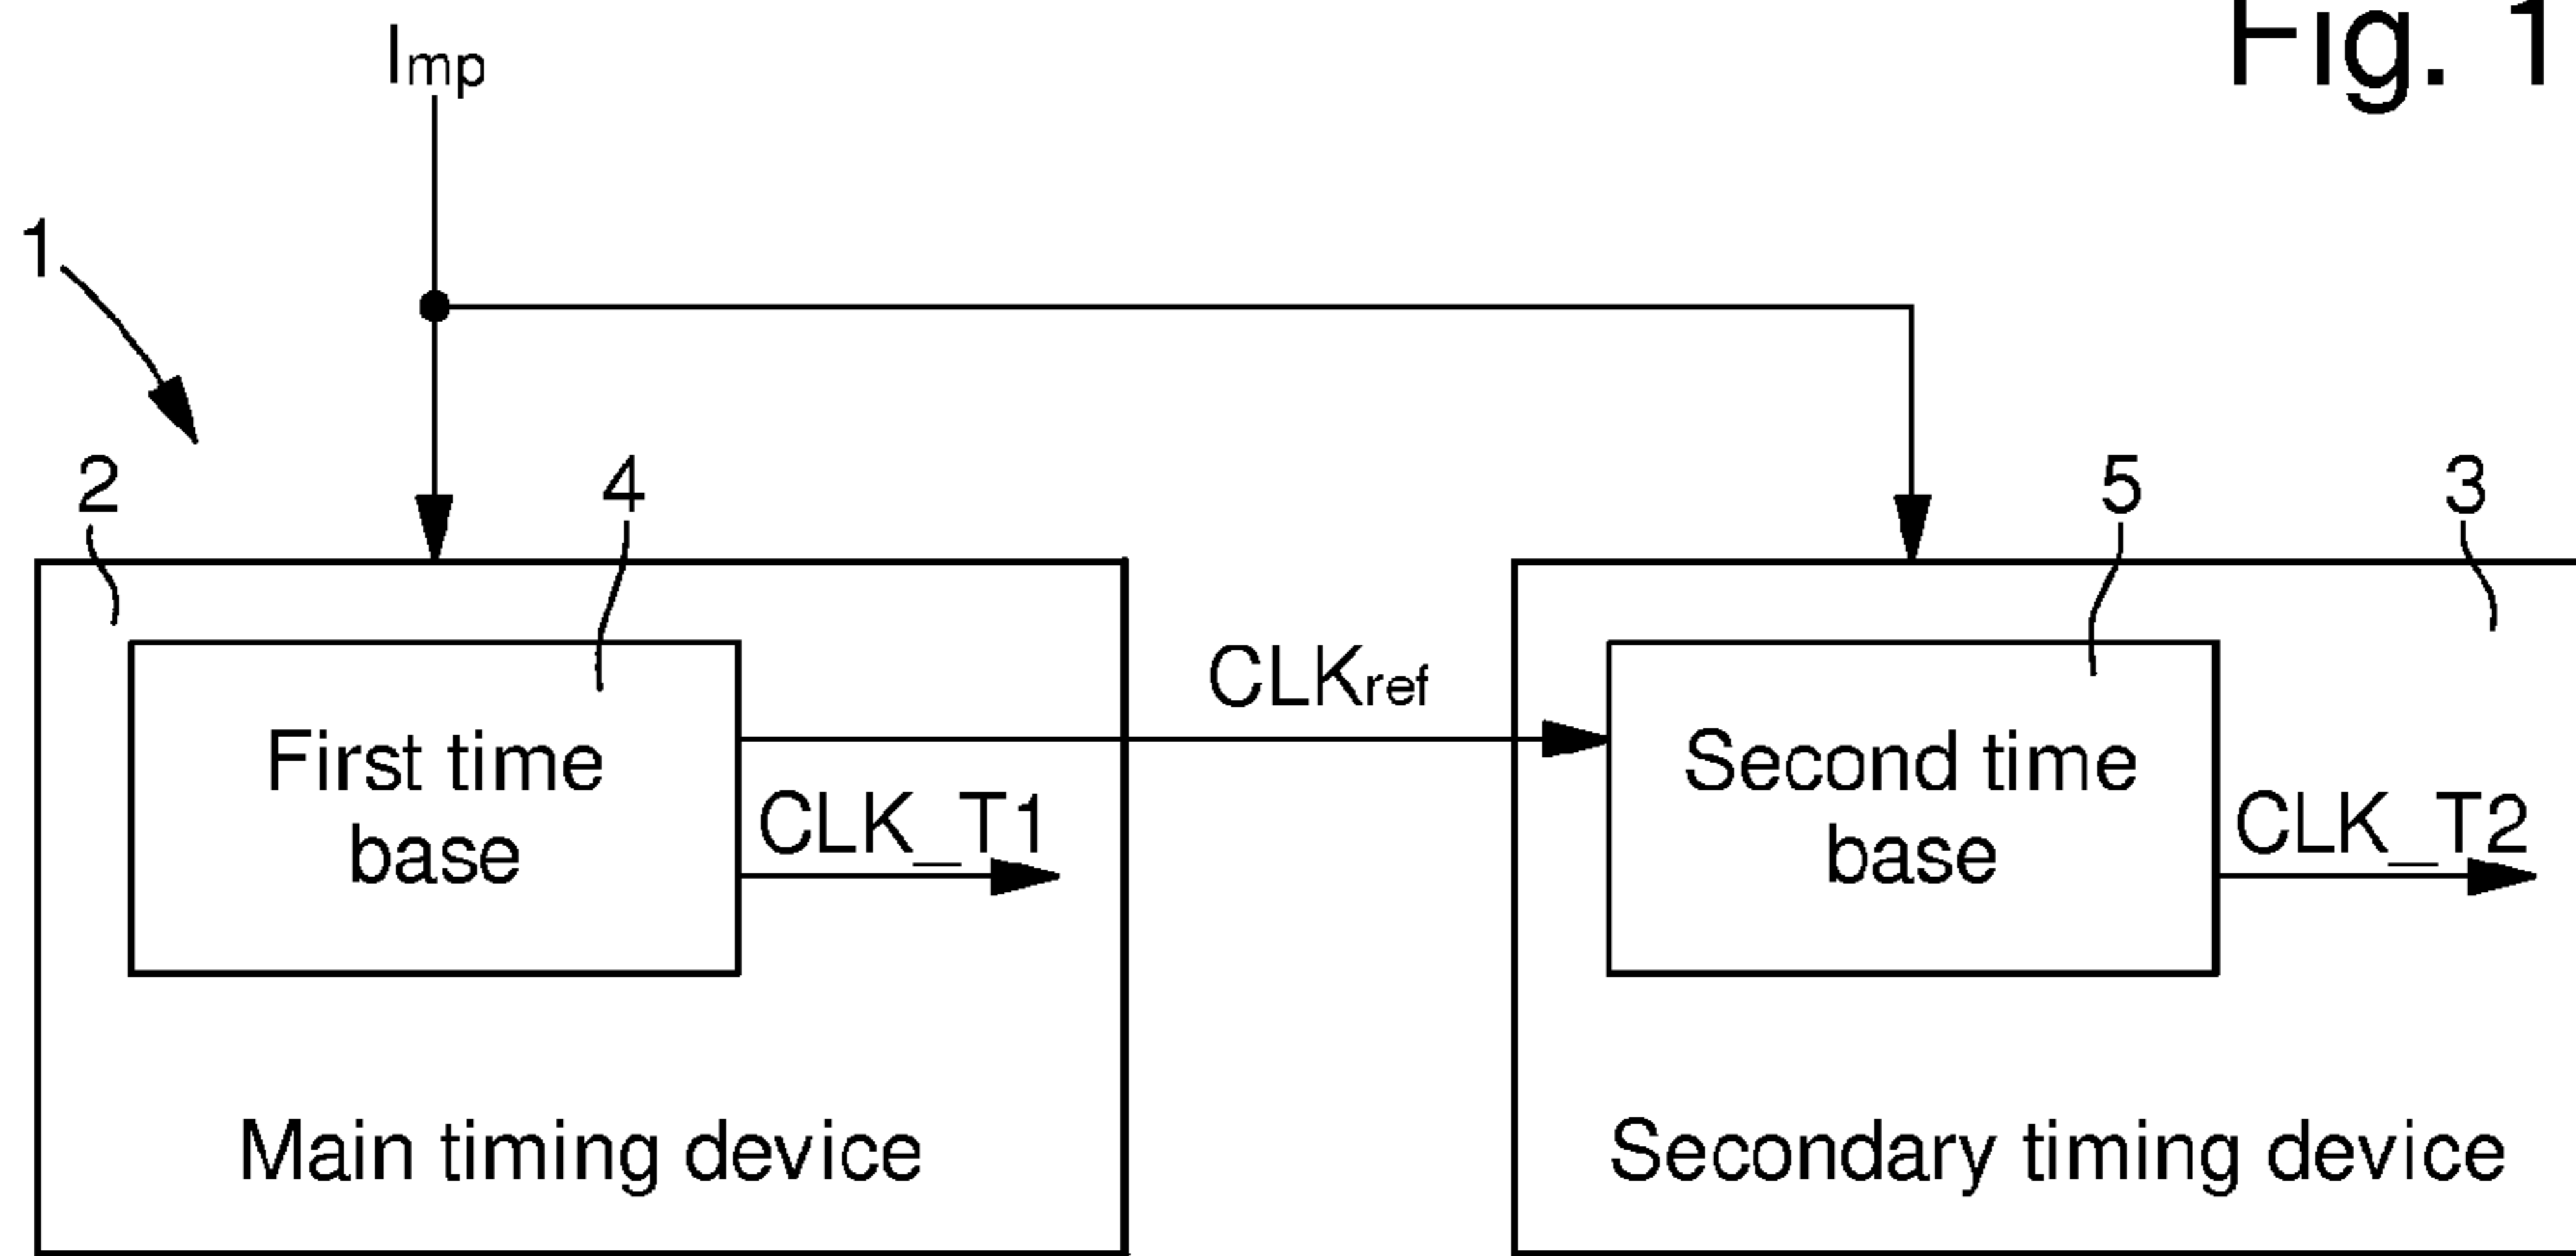 Fig. 1
Imp
1
2
4
5
3
CLKref
First time
base
CLK_T1
Second time
base
CLK_T2
Main timing device
Secondary timing device